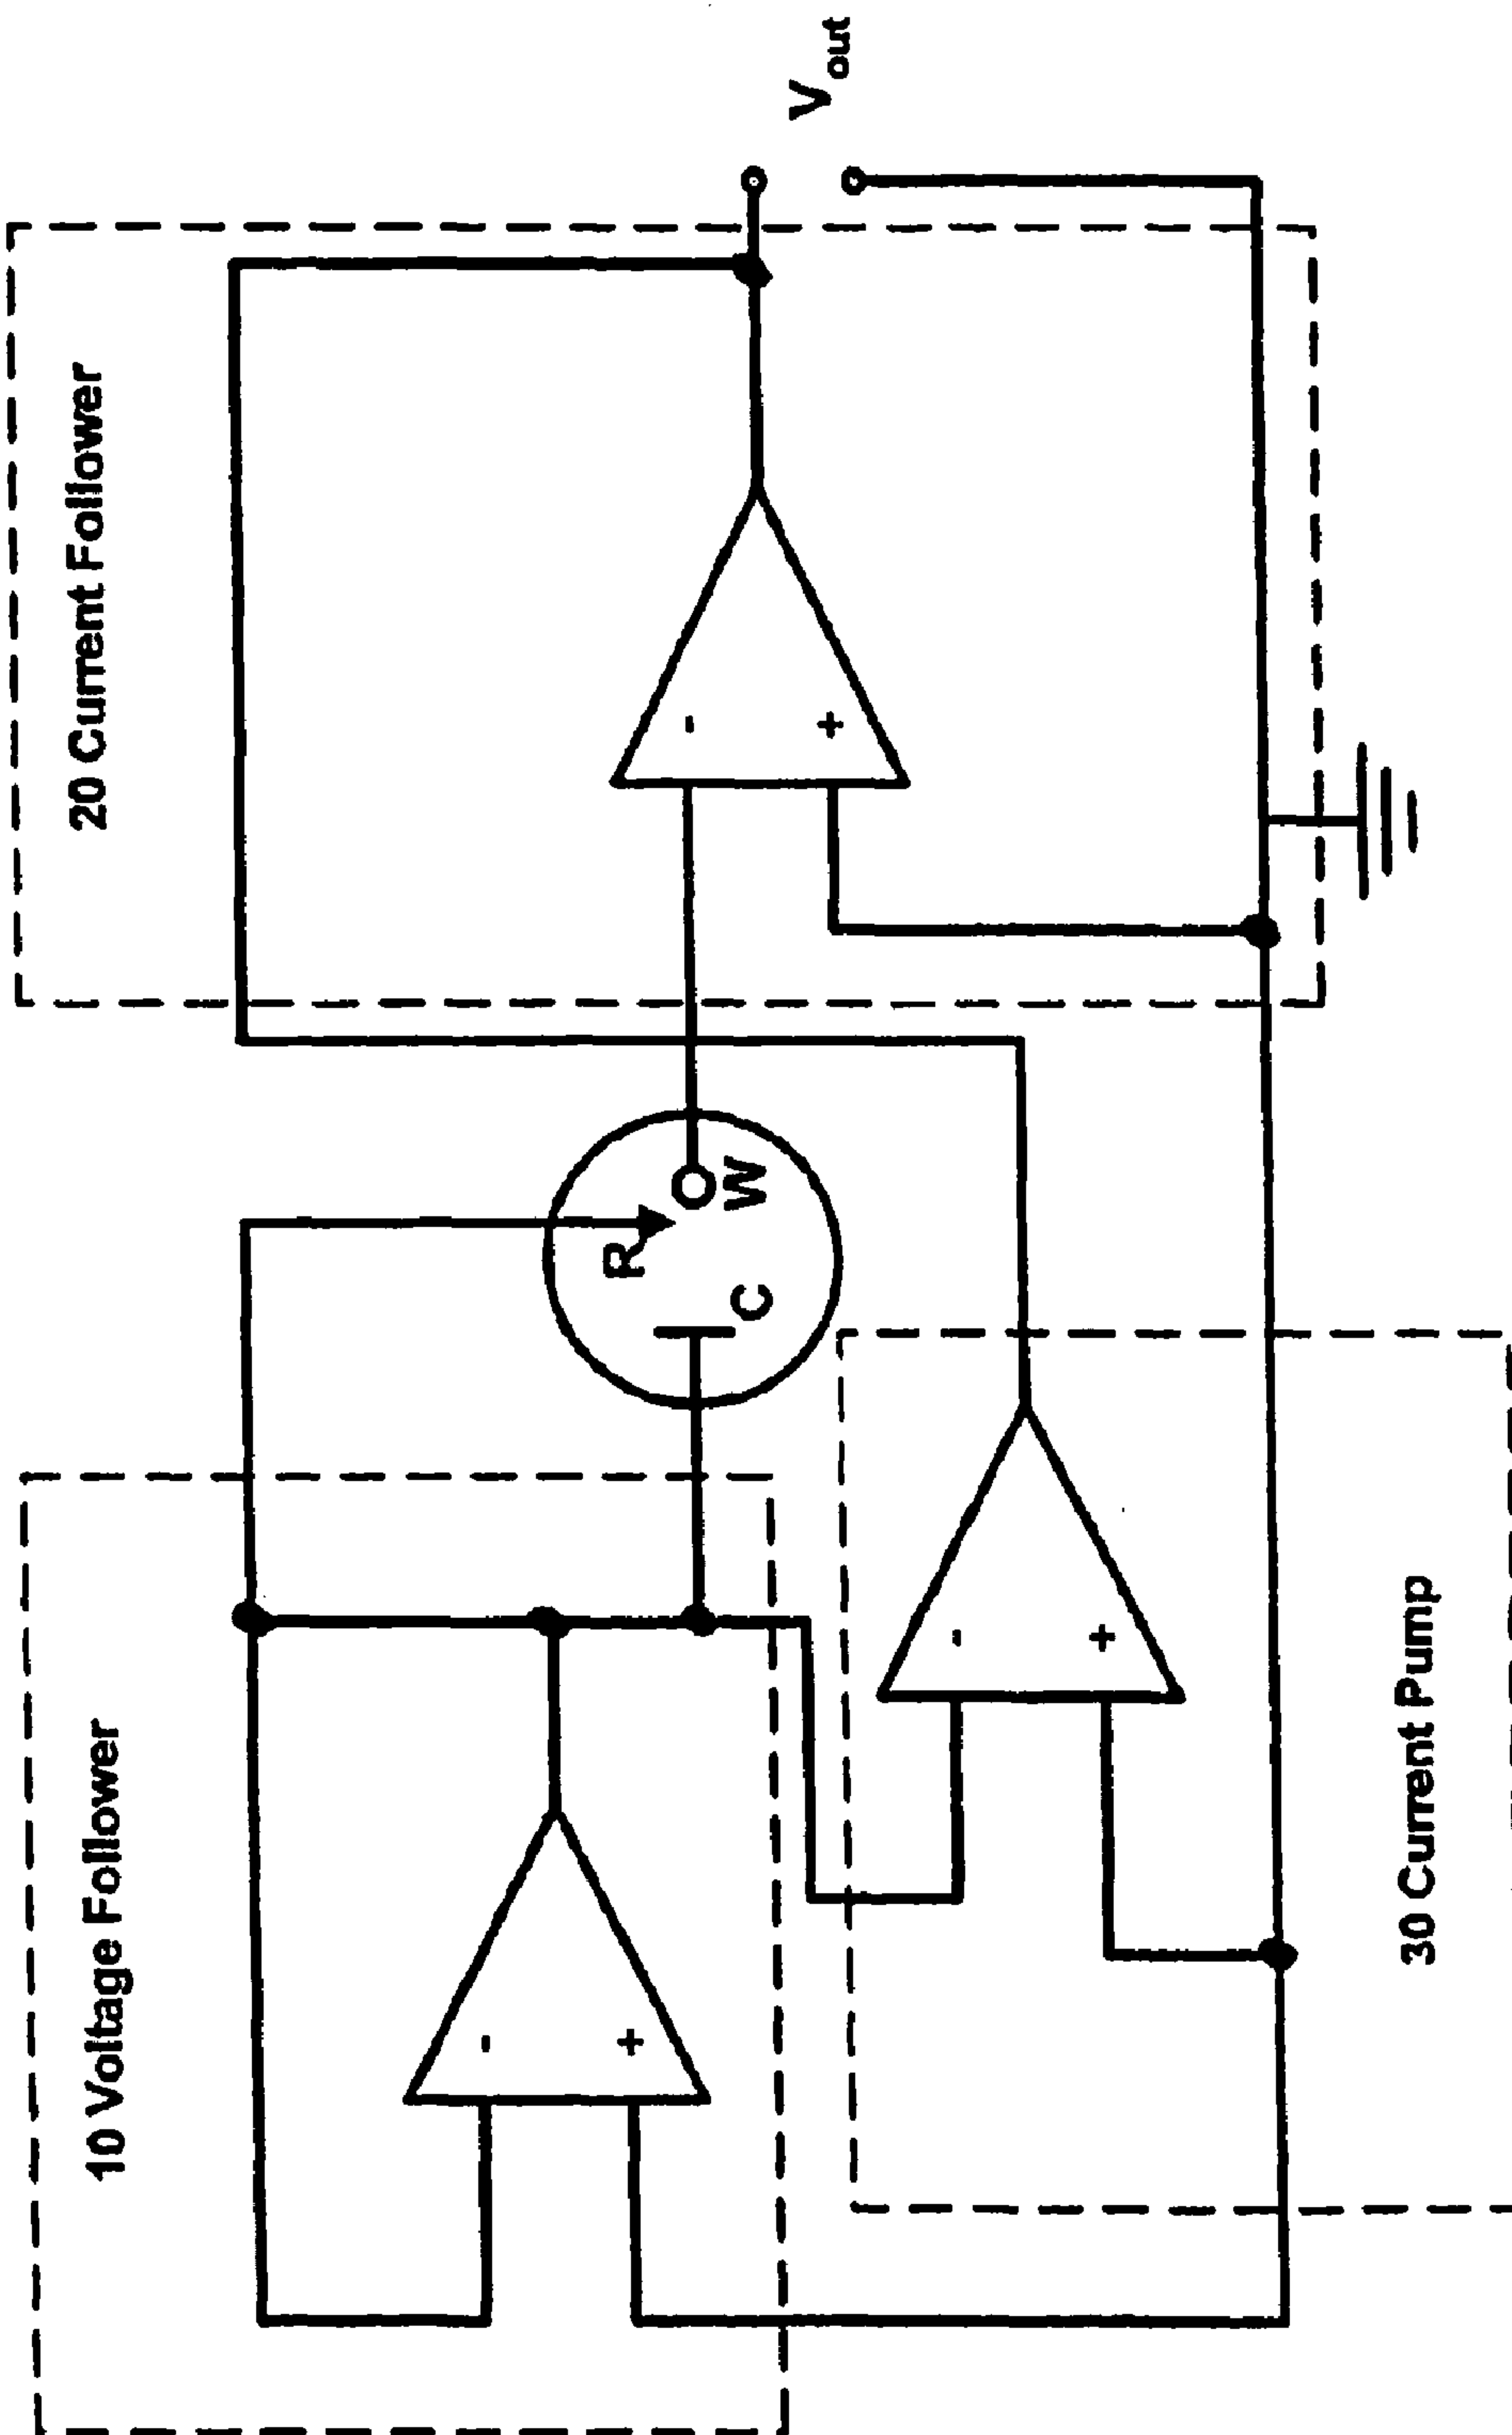 10 Voltage Follower
20 Current Follower
-
+
R
C
W
-
+
Vout
-
+
30 Current Pump